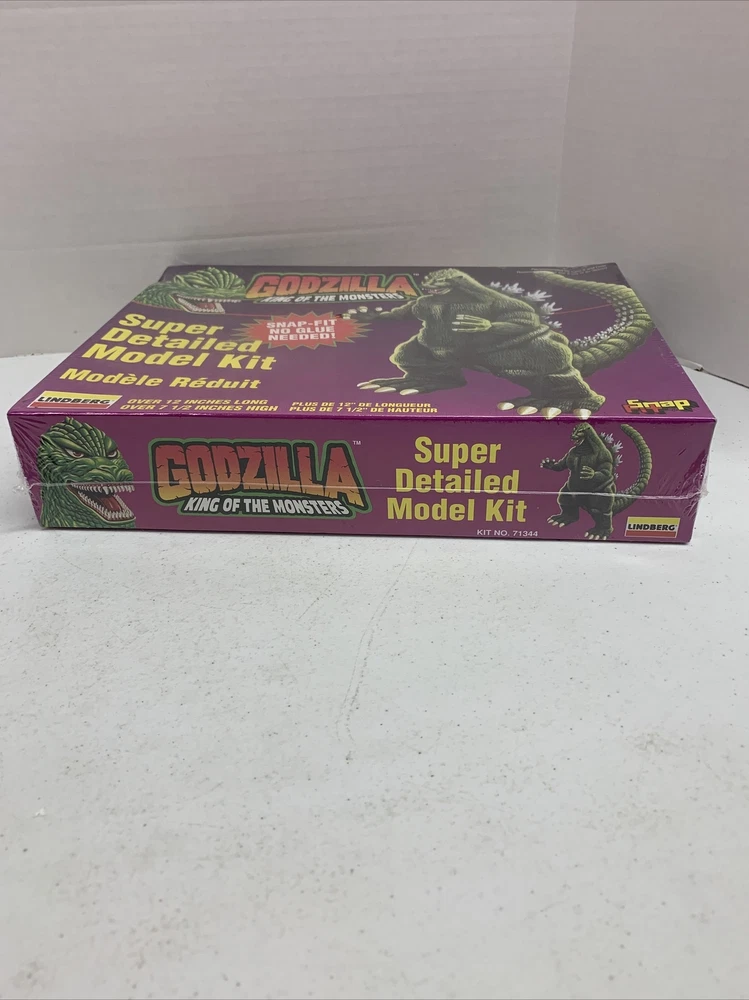 GODZILLA
KING OF THE MONSTERS
Super
Detailed
Model Kit
Modèle Réduit
SNAP-FIT
NO GLUE
NEEDED!
LINDBERG
OVER 12 INCHES LONG
OVER 7 1/2 INCHES HIGH
PLUS DE 12" DE LONGUEUR
PLUS DE 7 1/2" DE HAUTEUR
Snap
GODZILLA™
KING OF THE MONSTERS
Super
Detailed
Model Kit
KIT NO. 71344
LINDBERG